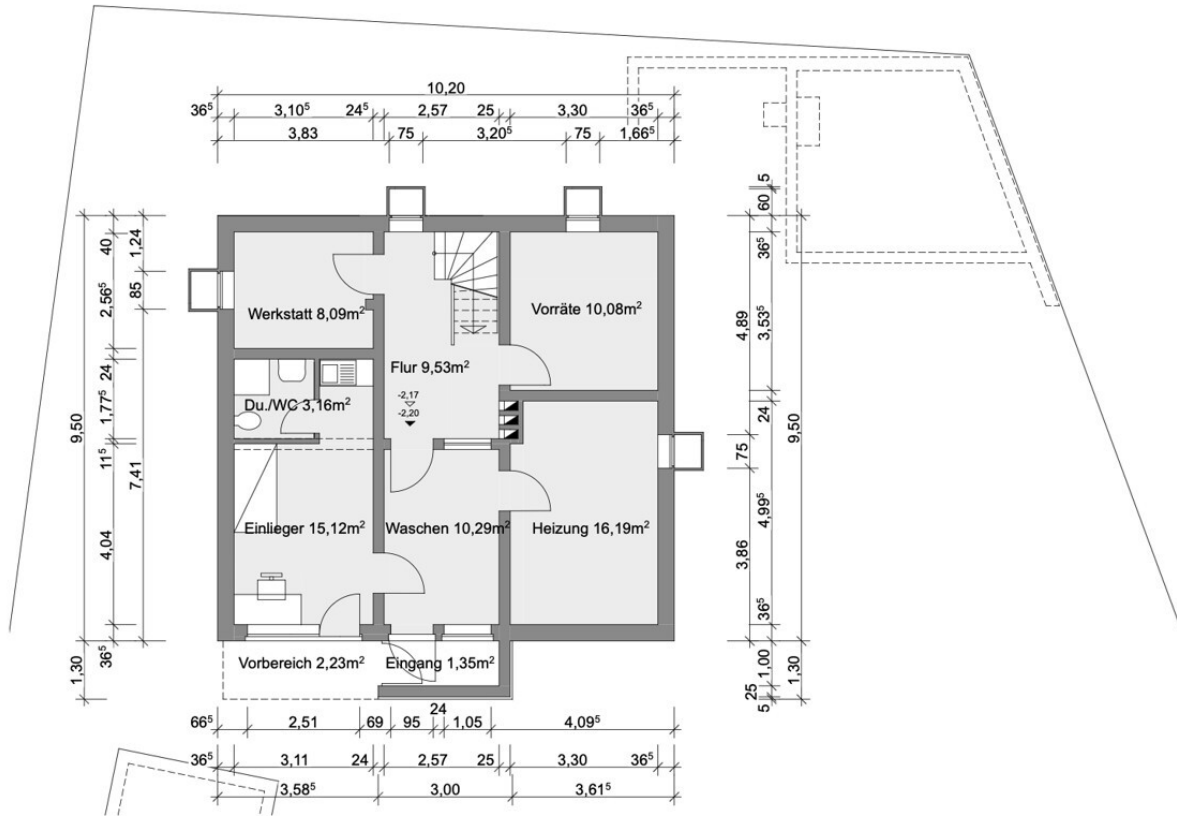 10,20
36⁵ 3,10⁵ 24⁵ 2,57 25 3,30 36⁵
3,83 75 3,20⁵ 75 1,66⁵
9,50
40 2,56⁵ 24 1,77⁵ 11⁵ 4,04 36⁵
1,24 85 7,41
1,30
Werkstatt 8,09m²
Vorräte 10,08m²
Flur 9,53m²
-2,17
-2,20
Du./WC 3,16m²
Einlieger 15,12m²
Waschen 10,29m²
Heizung 16,19m²
Vorbereich 2,23m²
Eingang 1,35m²
4,89 75 3,86
5 60 36⁵ 3,53⁵ 24 4,99⁵ 36⁵
9,50
1,00 25 5
1,30
24
66⁵ 2,51 69 95 1,05 4,09⁵
36⁵ 3,11 24 2,57 25 3,30 36⁵
3,58⁵ 3,00 3,61⁵